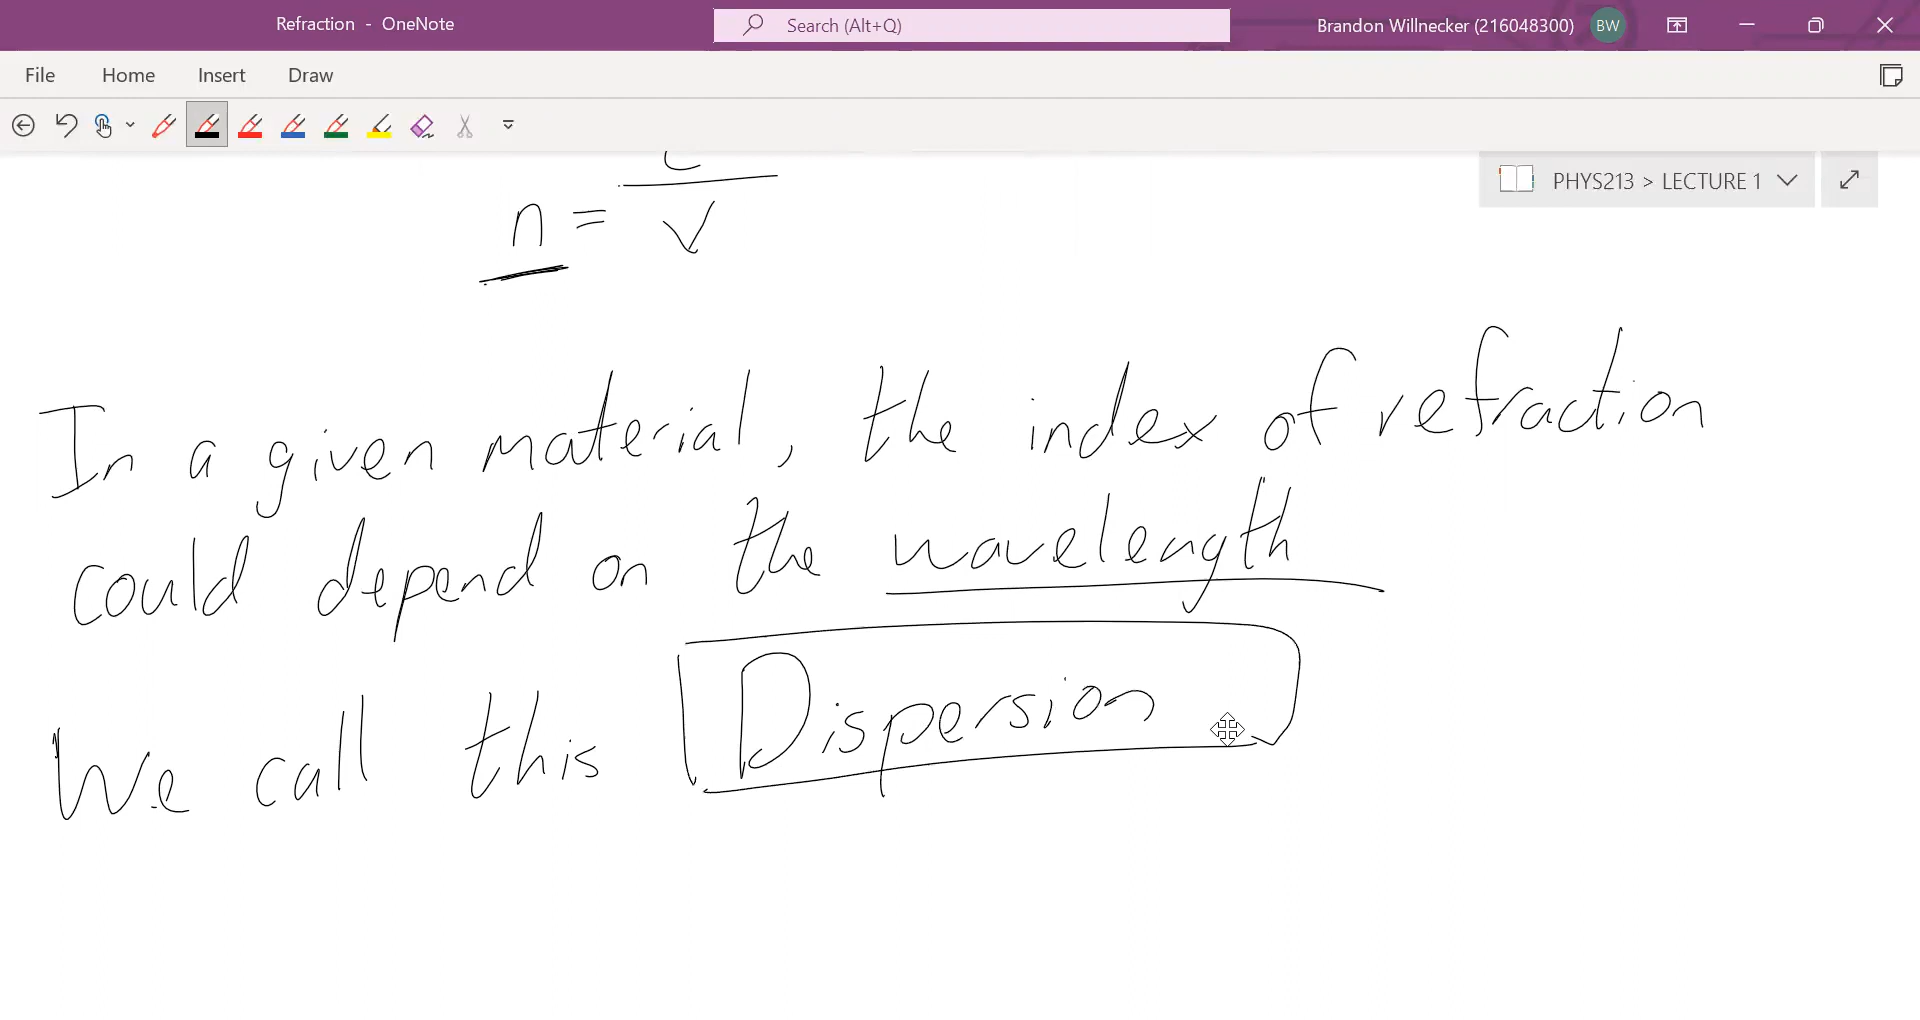 Refraction - OneNote
Search (Alt+Q)
Brandon Willnecker (216048300)
BW
File Home Insert Draw
PHYS213 > LECTURE 1
n = c
v
In a given material, the index of refraction
could depend on the wavelength
We call this Dispersion